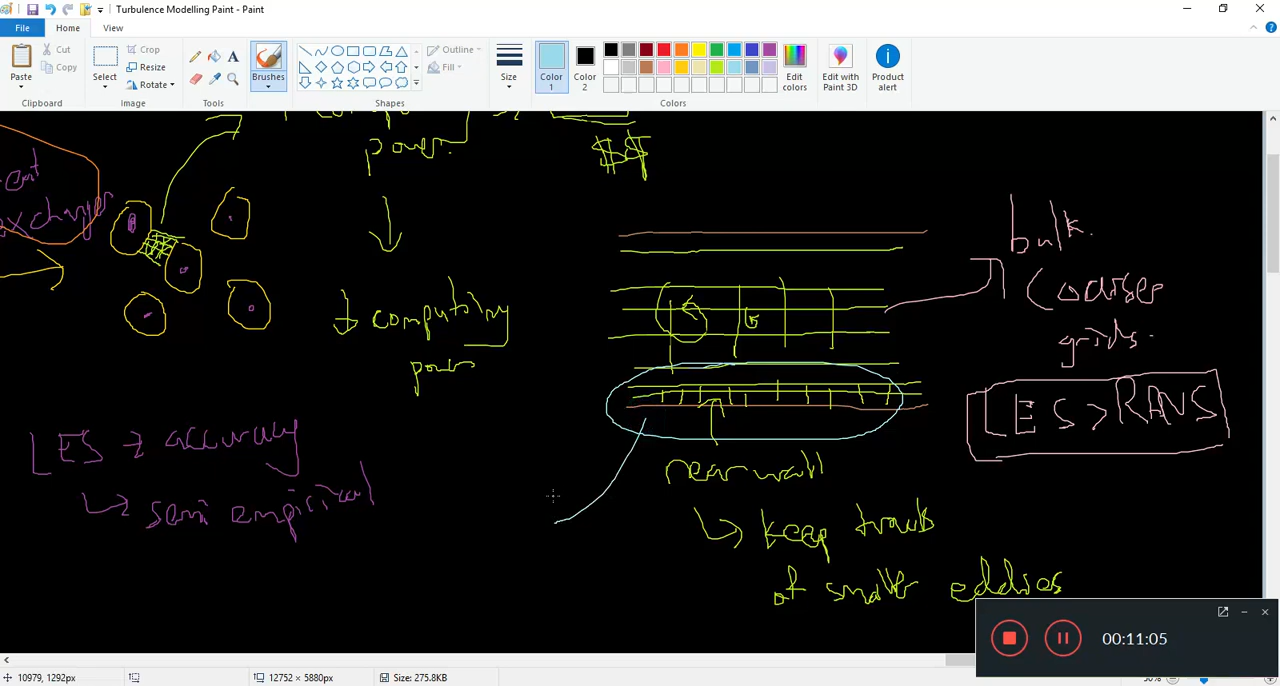 Turbulence Modelling Paint - Paint
File
Home
View
Paste
Cut
Copy
Clipboard
Select
Crop
Resize
Rotate
Image
A
Tools
Brushes
Outline
Fill
Shapes
Size
Color
1
Color
2
Edit
colors
Colors
Edit with
Paint 3D
Product
alert
power.
$$
↓ computing
power
LES → accuracy
↳ semi empirical
bulk.
Coarser
grids.
LES > RANS
near wall
↳ keep track
of smaller eddies
exchanger
00:11:05
10979, 1292px
12752 × 5880px
Size: 275.8KB